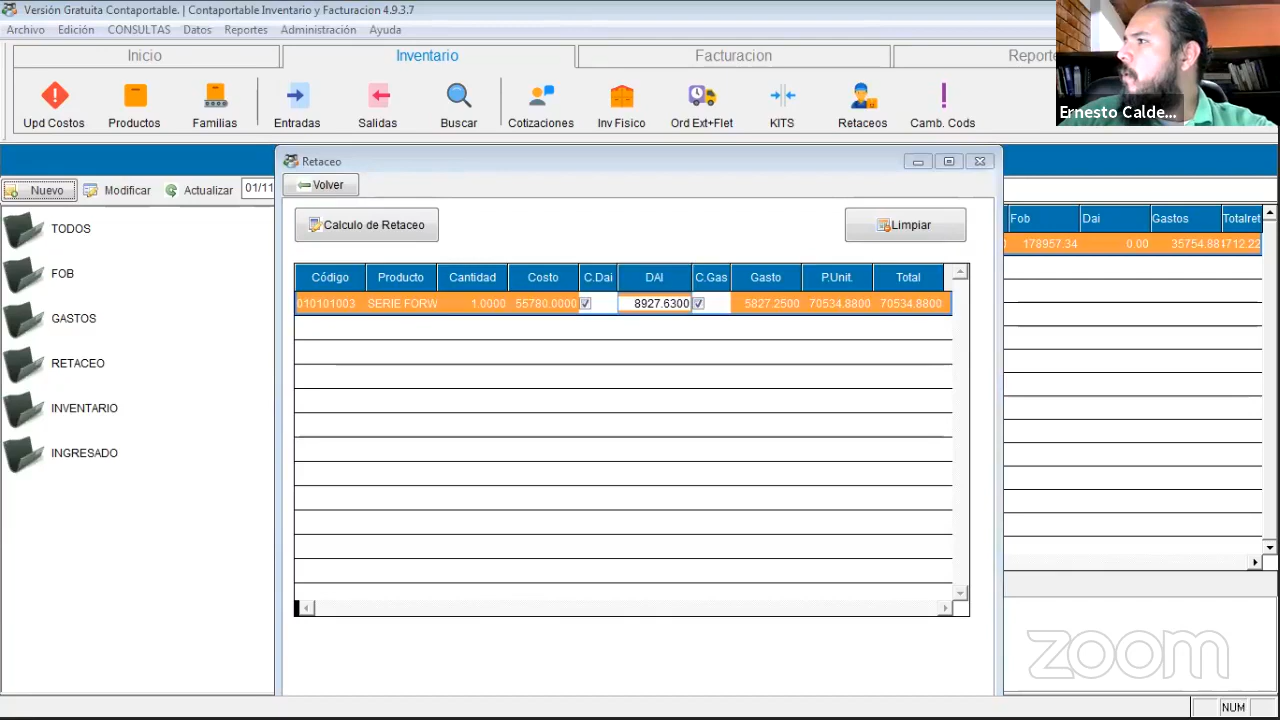 Versión Gratuita Contaportable. | Contaportable Inventario y Facturacion 4.9.3.7
Archivo Edición CONSULTAS Datos Reportes Administración Ayuda
Inicio Inventario Facturacion Reporte
Upd Costos Productos Familias Entradas Salidas Buscar Cotizaciones Inv Fisico Ord Ext+Flet KITS Retaceos Camb. Cods
Ernesto Calde...
Retaceo
Volver
Nuevo Modificar Actualizar 01/11
Calculo de Retaceo Limpiar
Fob Dai Gastos Totalret
178957.34 0.00 35754.88 4712.22
TODOS
FOB
GASTOS
RETACEO
INVENTARIO
INGRESADO
Código Producto Cantidad Costo C.Dai DAI C.Gas Gasto P.Unit. Total
010101003 SERIE FORW 1.0000 55780.0000 8927.6300 5827.2500 70534.8800 70534.8800
zoom
NUM